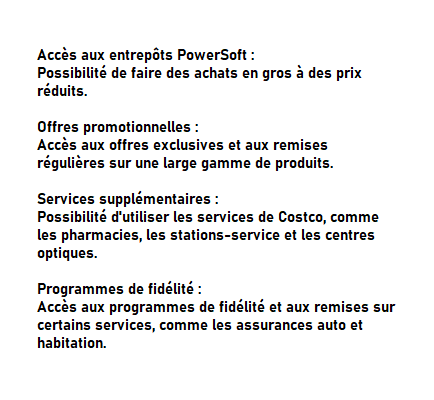 Accès aux entrepôts PowerSoft :
Possibilité de faire des achats en gros à des prix
réduits.
Offres promotionnelles :
Accès aux offres exclusives et aux remises
régulières sur une large gamme de produits.
Services supplémentaires :
Possibilité d'utiliser les services de Costco, comme
les pharmacies, les stations-service et les centres
optiques.
Programmes de fidélité :
Accès aux programmes de fidélité et aux remises sur
certains services, comme les assurances auto et
habitation.